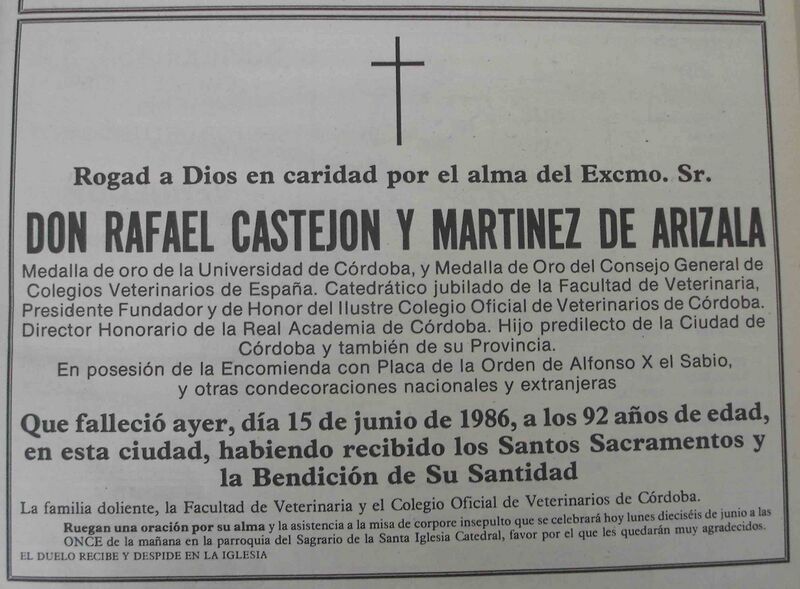 Rogad a Dios en caridad por el alma del Excmo. Sr.
DON RAFAEL CASTEJON Y MARTINEZ DE ARIZALA
Medalla de oro de la Universidad de Córdoba, y Medalla de Oro del Consejo General de
Colegios Veterinarios de España. Catedrático jubilado de la Facultad de Veterinaria,
Presidente Fundador y de Honor del Ilustre Colegio Oficial de Veterinarios de Córdoba.
Director Honorario de la Real Academia de Córdoba. Hijo predilecto de la Ciudad de
Córdoba y también de su Provincia.
En posesión de la Encomienda con Placa de la Orden de Alfonso X el Sabio,
y otras condecoraciones nacionales y extranjeras
Que falleció ayer, día 15 de junio de 1986, a los 92 años de edad,
en esta ciudad, habiendo recibido los Santos Sacramentos y
la Bendición de Su Santidad
La familia doliente, la Facultad de Veterinaria y el Colegio Oficial de Veterinarios de Córdoba.
Ruegan una oración por su alma y la asistencia a la misa de corpore insepulto que se celebrará hoy lunes dieciséis de junio a las
ONCE de la mañana en la parroquia del Sagrario de la Santa Iglesia Catedral, favor por el que les quedarán muy agradecidos.
EL DUELO RECIBE Y DESPIDE EN LA IGLESIA